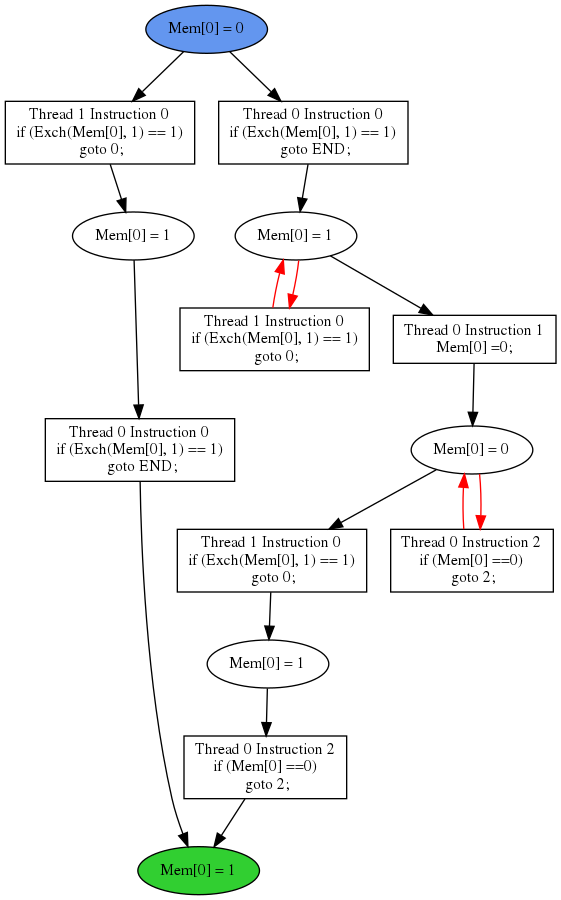 Mem[0] = 0
Thread 1 Instruction 0
if (Exch(Mem[0], 1) == 1)
goto 0;
Thread 0 Instruction 0
if (Exch(Mem[0], 1) == 1)
goto END;
Mem[0] = 1
Mem[0] = 1
Thread 1 Instruction 0
if (Exch(Mem[0], 1) == 1)
goto 0;
Thread 0 Instruction 1
Mem[0] =0;
Thread 0 Instruction 0
if (Exch(Mem[0], 1) == 1)
goto END;
Mem[0] = 0
Thread 1 Instruction 0
if (Exch(Mem[0], 1) == 1)
goto 0;
Thread 0 Instruction 2
if (Mem[0] ==0)
goto 2;
Mem[0] = 1
Thread 0 Instruction 2
if (Mem[0] ==0)
goto 2;
Mem[0] = 1